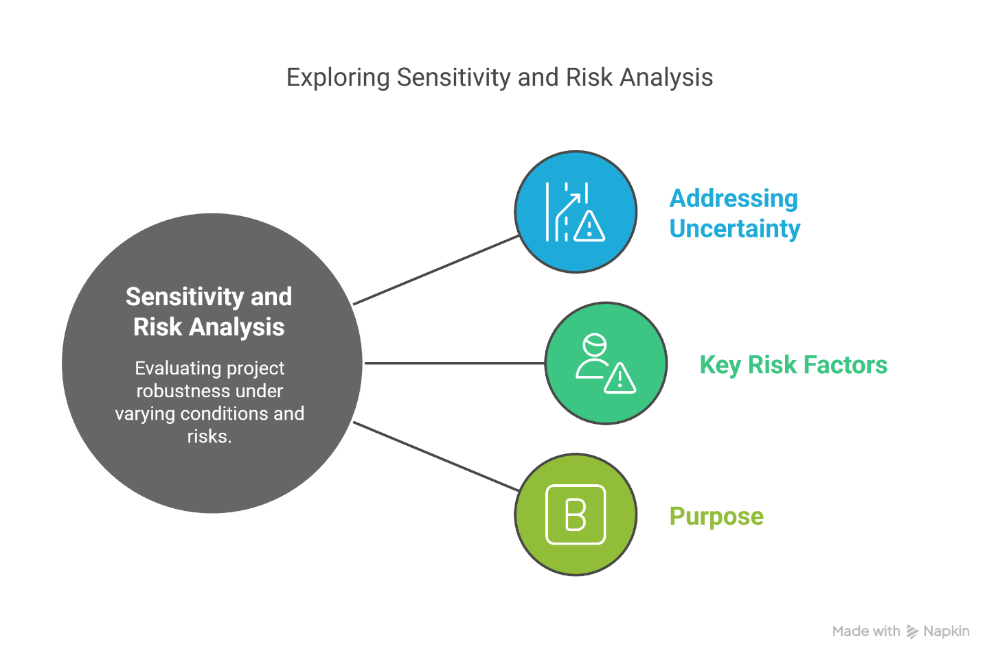 Exploring Sensitivity and Risk Analysis
Sensitivity and
Risk Analysis
Evaluating project
robustness under
varying conditions and
risks.
Addressing
Uncertainty
Key Risk Factors
B
Purpose
Made with Napkin